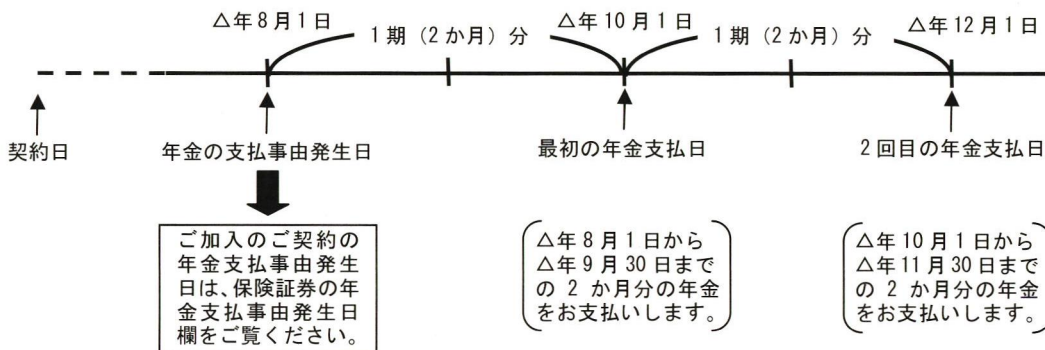 △年8月1日
1期（2か月）分
△年10月1日
1期（2か月）分
△年12月1日
契約日
年金の支払事由発生日
最初の年金支払日
2回目の年金支払日
ご加入のご契約の
年金支払事由発生
日は、保険証券の年
金支払事由発生日
欄をご覧ください。
△年8月1日から
△年9月30日まで
の2か月分の年金
をお支払いします。
△年10月1日から
△年11月30日まで
の2か月分の年金
をお支払いします。